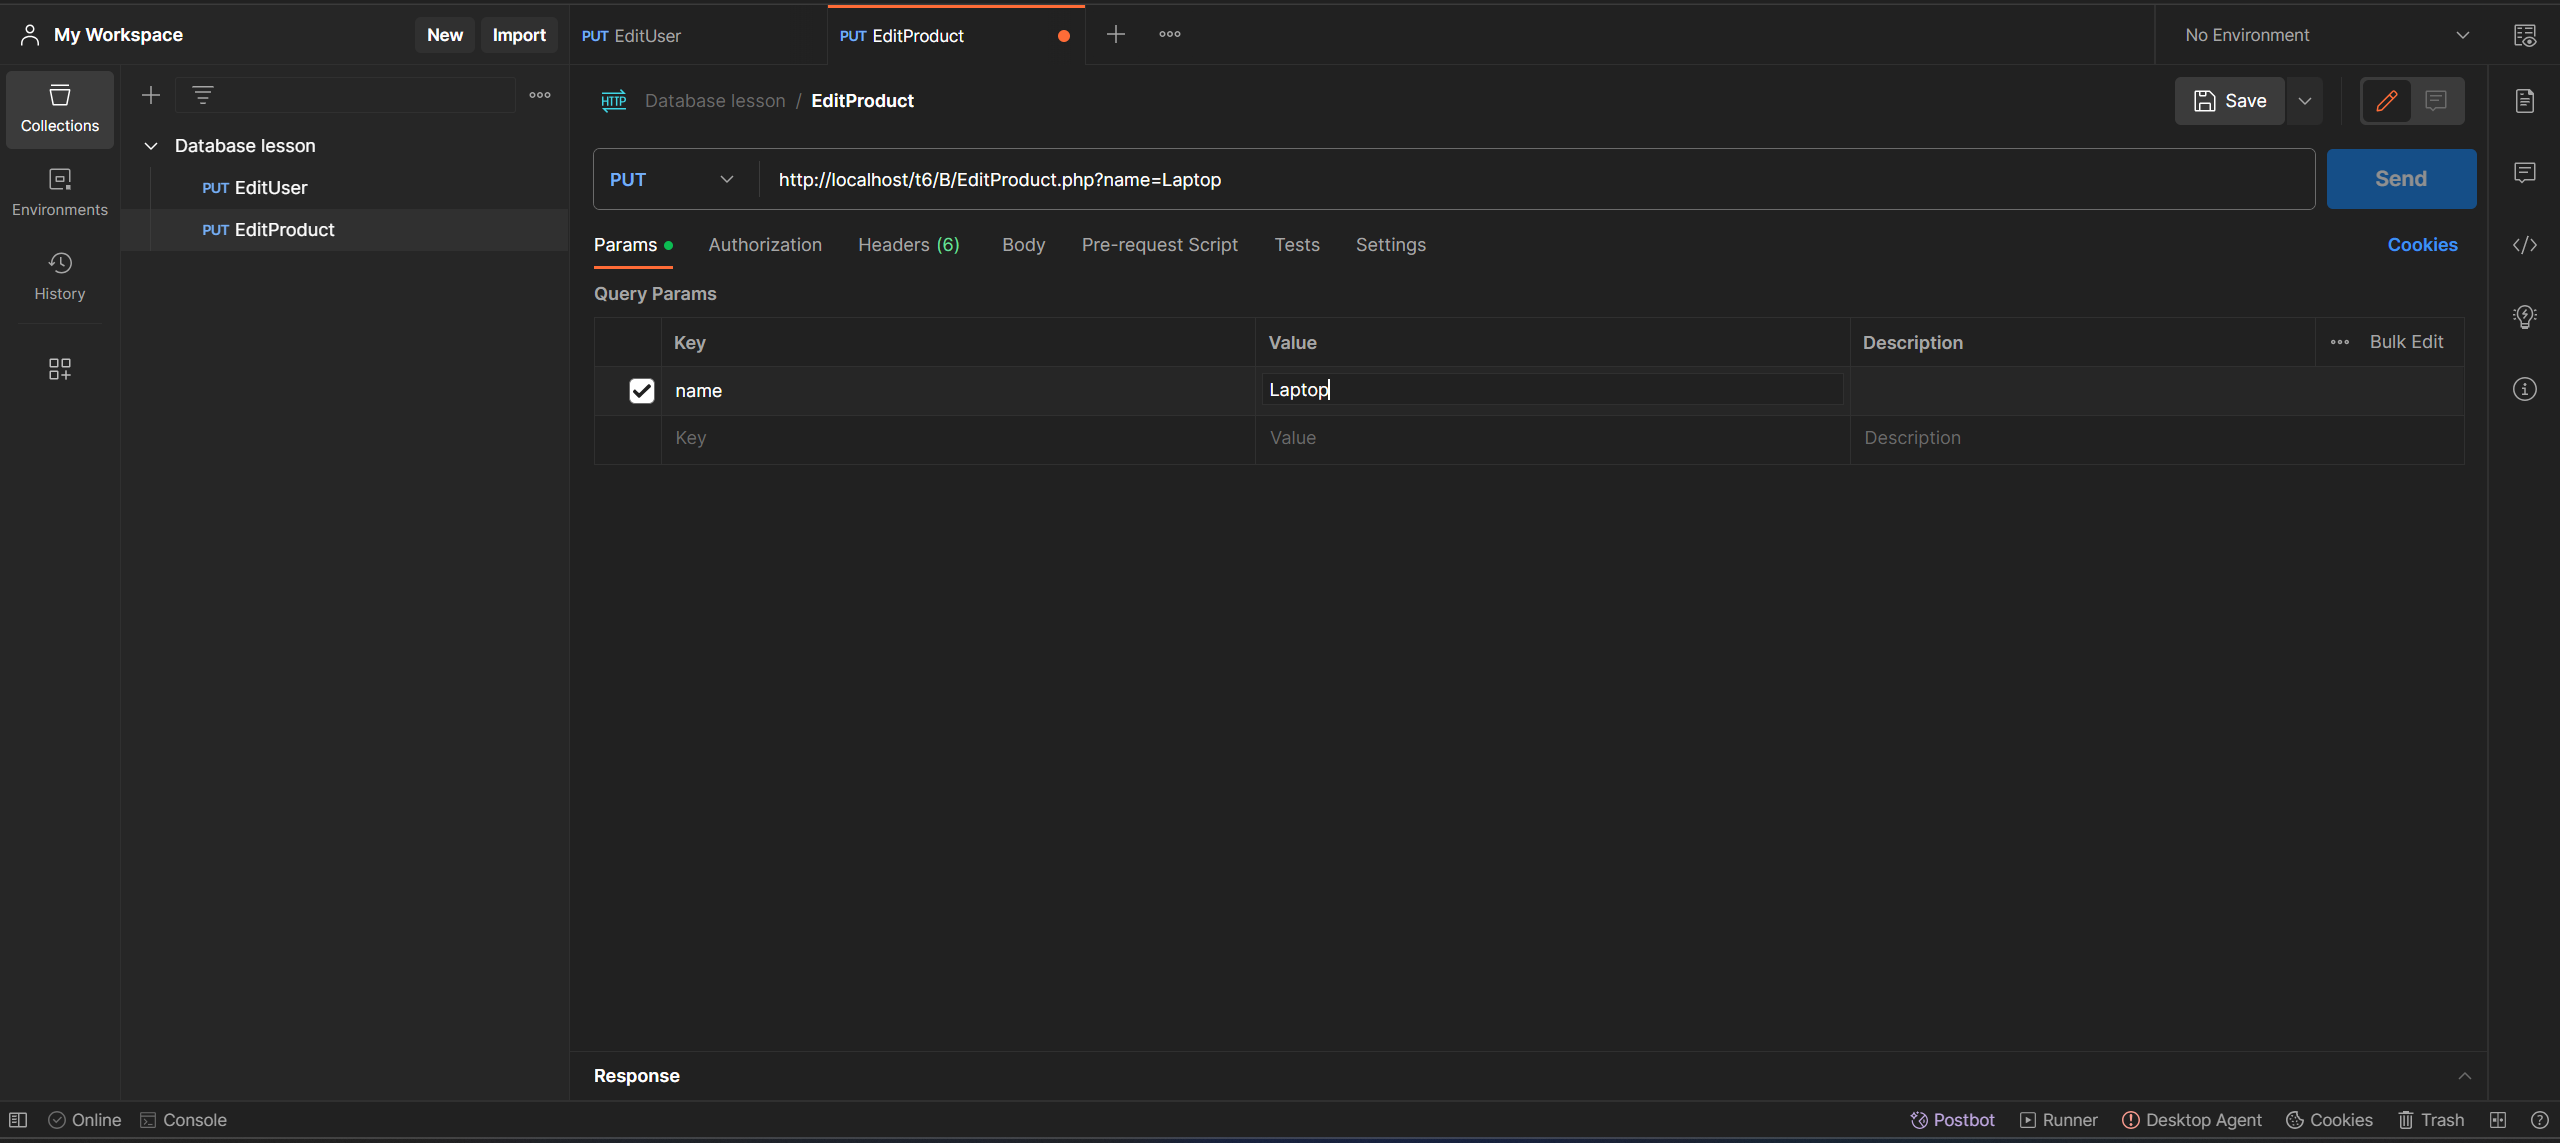 My Workspace
New
Import
PUT EditUser
PUT EditProduct
No Environment
Collections
Environments
History
Database lesson
PUT EditUser
PUT EditProduct
HTTP
Database lesson / EditProduct
Save
PUT
http://localhost/t6/B/EditProduct.php?name=Laptop
Send
Params
Authorization
Headers (6)
Body
Pre-request Script
Tests
Settings
Cookies
Query Params
Key
Value
Description
Bulk Edit
name
Laptop
Key
Value
Description
Response
Online
Console
Postbot
Runner
Desktop Agent
Cookies
Trash